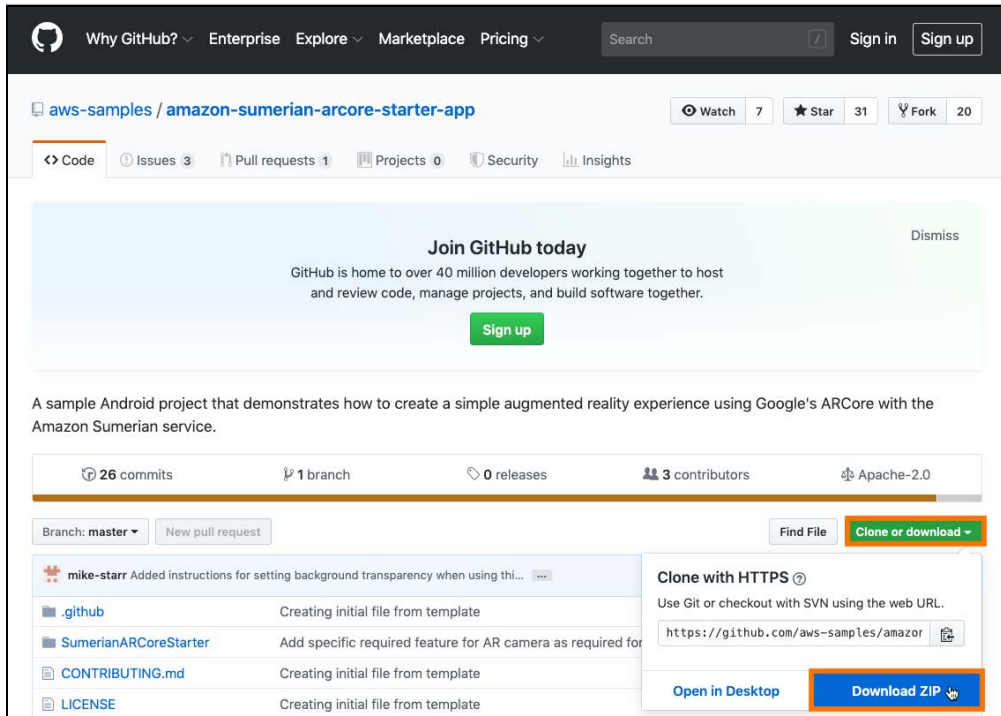 Why GitHub? Enterprise Explore Marketplace Pricing Search / Sign in Sign up
aws-samples / amazon-sumerian-arcore-starter-app Watch 7 Star 31 Fork 20
<> Code Issues 3 Pull requests 1 Projects 0 Security Insights
Dismiss
Join GitHub today
GitHub is home to over 40 million developers working together to host
and review code, manage projects, and build software together.
Sign up
A sample Android project that demonstrates how to create a simple augmented reality experience using Google's ARCore with the
Amazon Sumerian service.
26 commits 1 branch 0 releases 3 contributors Apache-2.0
Branch: master New pull request Find File Clone or download
mike-starr Added instructions for setting background transparency when using thi... ...
.github Creating initial file from template
SumerianARCoreStarter Add specific required feature for AR camera as required for
CONTRIBUTING.md Creating initial file from template
LICENSE Creating initial file from template
Clone with HTTPS ?
Use Git or checkout with SVN using the web URL.
https://github.com/aws-samples/amazor
Open in Desktop Download ZIP